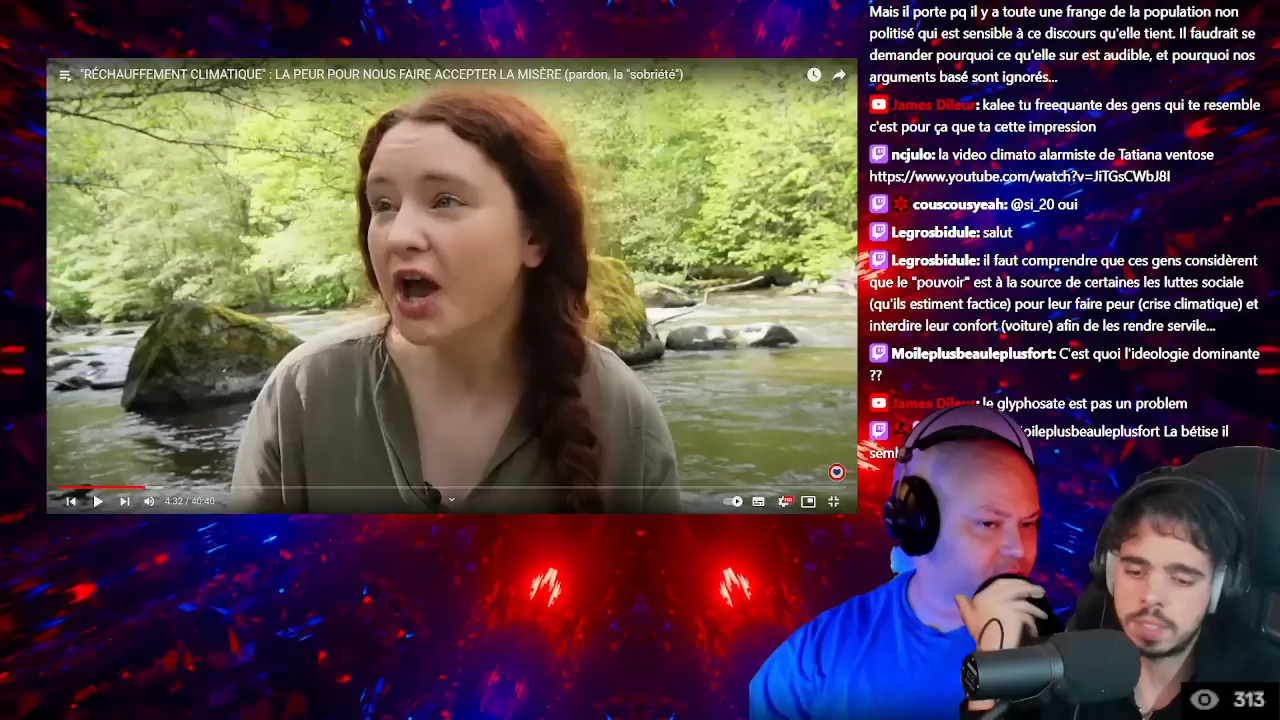 "RÉCHAUFFEMENT CLIMATIQUE" : LA PEUR POUR NOUS FAIRE ACCEPTER LA MISÈRE (pardon, la "sobriété")
4:32 / 40:40
HD
Mais il porte pq il y a toute une frange de la population non
politisé qui est sensible à ce discours qu'elle tient. Il faudrait se
demander pourquoi ce qu'elle sur est audible, et pourquoi nos
arguments basé sont ignorés...
James Dileur: kalee tu freequante des gens qui te resemble
c'est pour ça que ta cette impression
ncjulo: la video climato alarmiste de Tatiana ventose
https://www.youtube.com/watch?v=JiTGsCWbJ8I
couscousyeah: @si_20 oui
Legrosbidule: salut
Legrosbidule: il faut comprendre que ces gens considèrent
que le "pouvoir" est à la source de certaines les luttes sociale
(qu'ils estiment factice) pour leur faire peur (crise climatique) et
interdire leur confort (voiture) afin de les rendre servile...
Moileplusbeauleplusfort: C'est quoi l'ideologie dominante
??
James Dileur: le glyphosate est pas un problem
oileplusbeauleplusfort La bêtise il
313